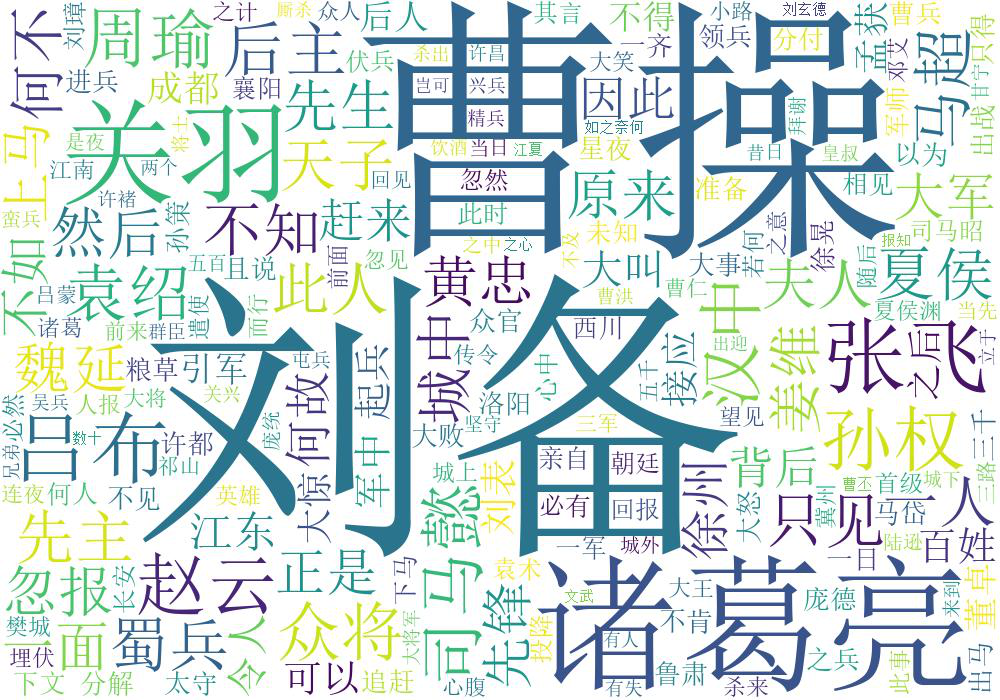 刘璋
之计
厮杀
众人
后人
其言
不得
小路
刘玄德
曹兵
周瑜
后主
曹操
杀出
许昌
大笑
一齐
领兵
分付
孟获
邓艾
甘宁
只得
何不
进兵
成都
襄阳
伏兵
先生
岂可
兴兵
精兵
因此
如之奈何
军师
马超
出战
上马
是夜
将士
江南
两个
关羽
天子
饮酒
当日
江夏
星夜
昔日
拜谢
皇叔
以为
蛮兵
许褚
回见
忽然
原来
准备
相见
大军
然后
孙策
不知
赶来
此时
未知
之意
徐晃
司马昭
不如
袁绍
五百
且说
前面
忽见
之中
之心
不及
大叫
大事
若何
夫人
随后
报知
夏侯
吕蒙
遣使
此人
而行
黄忠
众官
曹洪
曹仁
夏侯渊
当先
诸葛
前来
群臣
城中
传令
心中
西川
出迎
汉中
张飞
立于
魏延
粮草
引军
何故
起兵
屯兵
洛阳
五千
接应
姜维
之后
吴兵
人报
大将
关兴
刘备
望见
孙权
兄弟
必然
吕布
数十
许都
庞统
大败
坚守
三军
三千
祁山
大惊
军中
城上
亲自
朝廷
徐州
背后
曹丕
首级
城下
三路
连夜
何人
不见
英雄
懿
刘表
必有
回报
大怒
只见
冀州
马岱
一人
先主
江东
一军
城外
一日
陆逊
百姓
忽报
长安
赵云
正是
下马
司马
袁术
诸葛亮
大王
庞德
董卓
来到
樊城
一面
蜀兵
令人
众将
大将军
先锋
投降
文武
不肯
此事
埋伏
可以
追赶
有人
鲁肃
之兵
出马
下文
分解
太守
心腹
有失
杀来